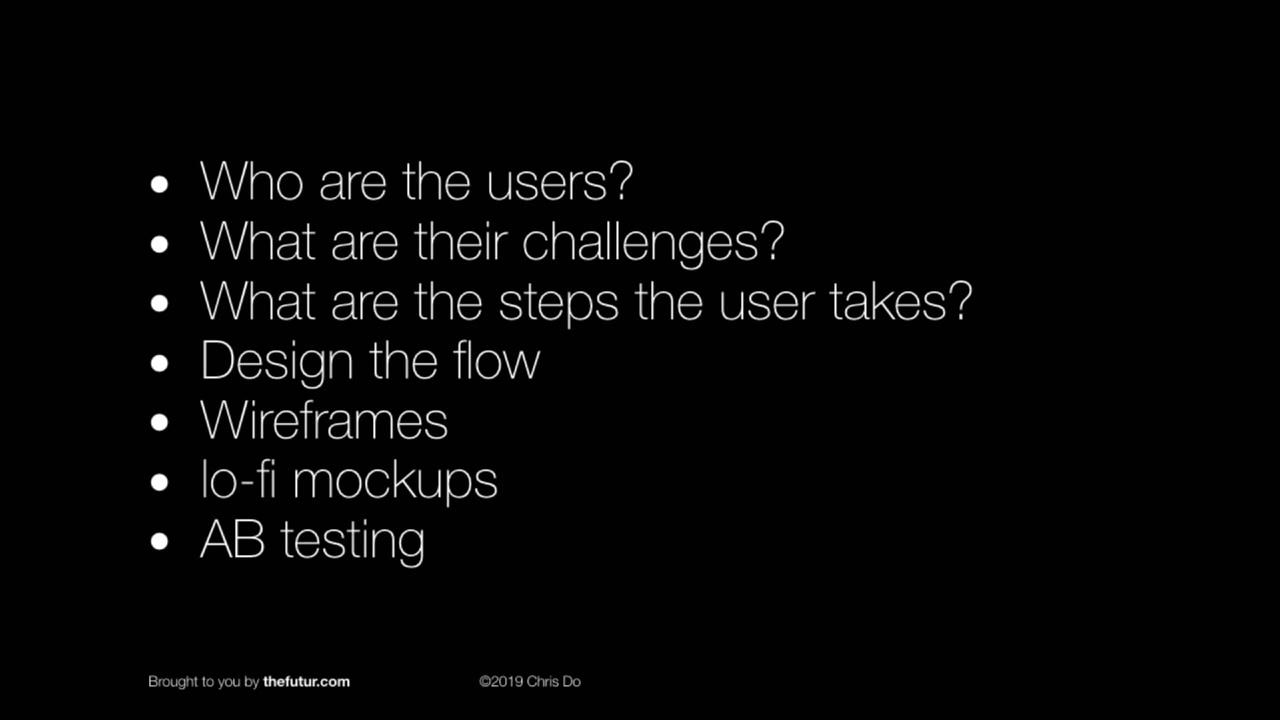 • Who are the users?
• What are their challenges?
• What are the steps the user takes?
• Design the flow
• Wireframes
• lo-fi mockups
• AB testing
Brought to you by thefutur.com
©2019 Chris Do